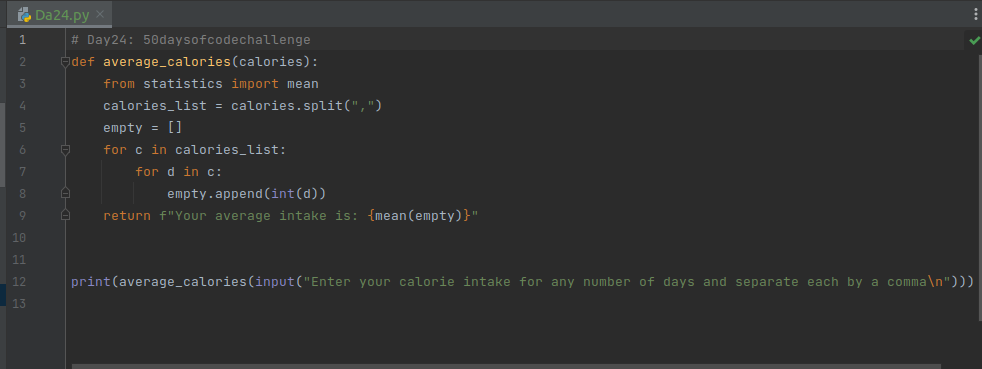 Da24.py
1 # Day24: 50daysofcodechallenge
2 def average_calories(calories):
3     from statistics import mean
4     calories_list = calories.split(",")
5     empty = []
6     for c in calories_list:
7         for d in c:
8             empty.append(int(d))
9     return f"Your average intake is: {mean(empty)}"
10
11
12 print(average_calories(input("Enter your calorie intake for any number of days and separate each by a comma\n")))
13